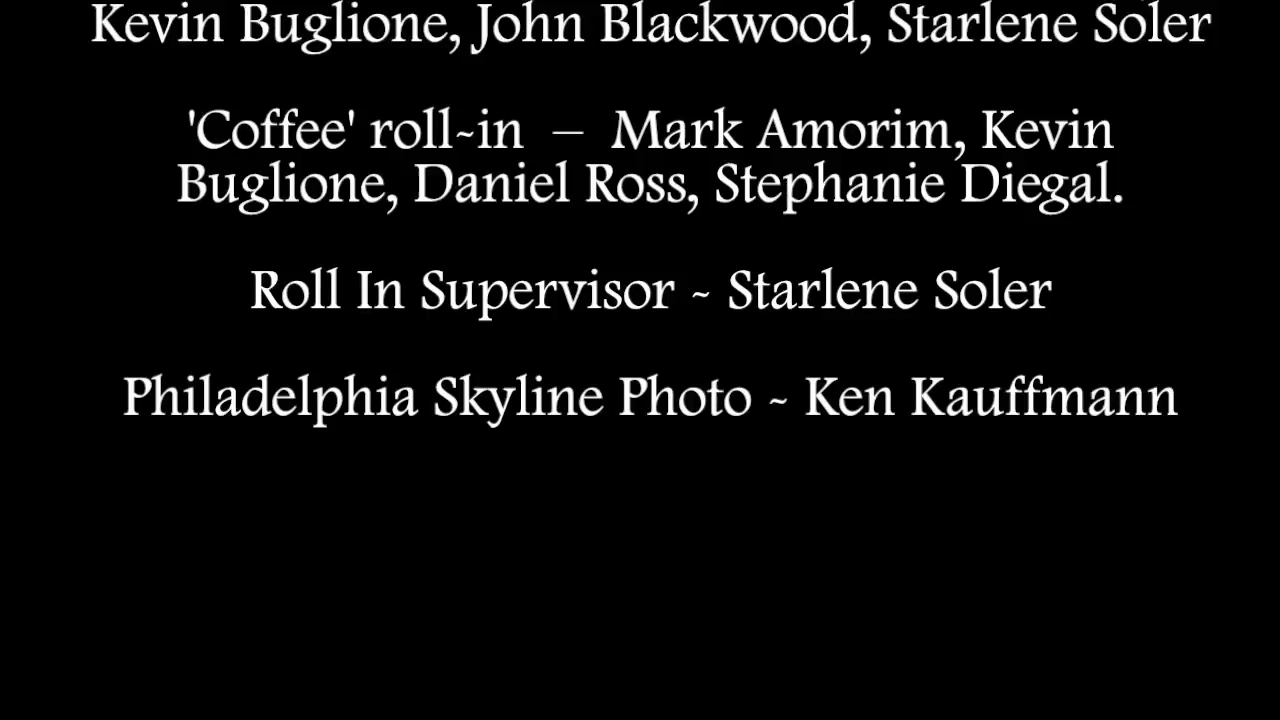 Kevin Buglione, John Blackwood, Starlene Soler
'Coffee' roll-in – Mark Amorim, Kevin
Buglione, Daniel Ross, Stephanie Diegal.
Roll In Supervisor - Starlene Soler
Philadelphia Skyline Photo - Ken Kauffmann